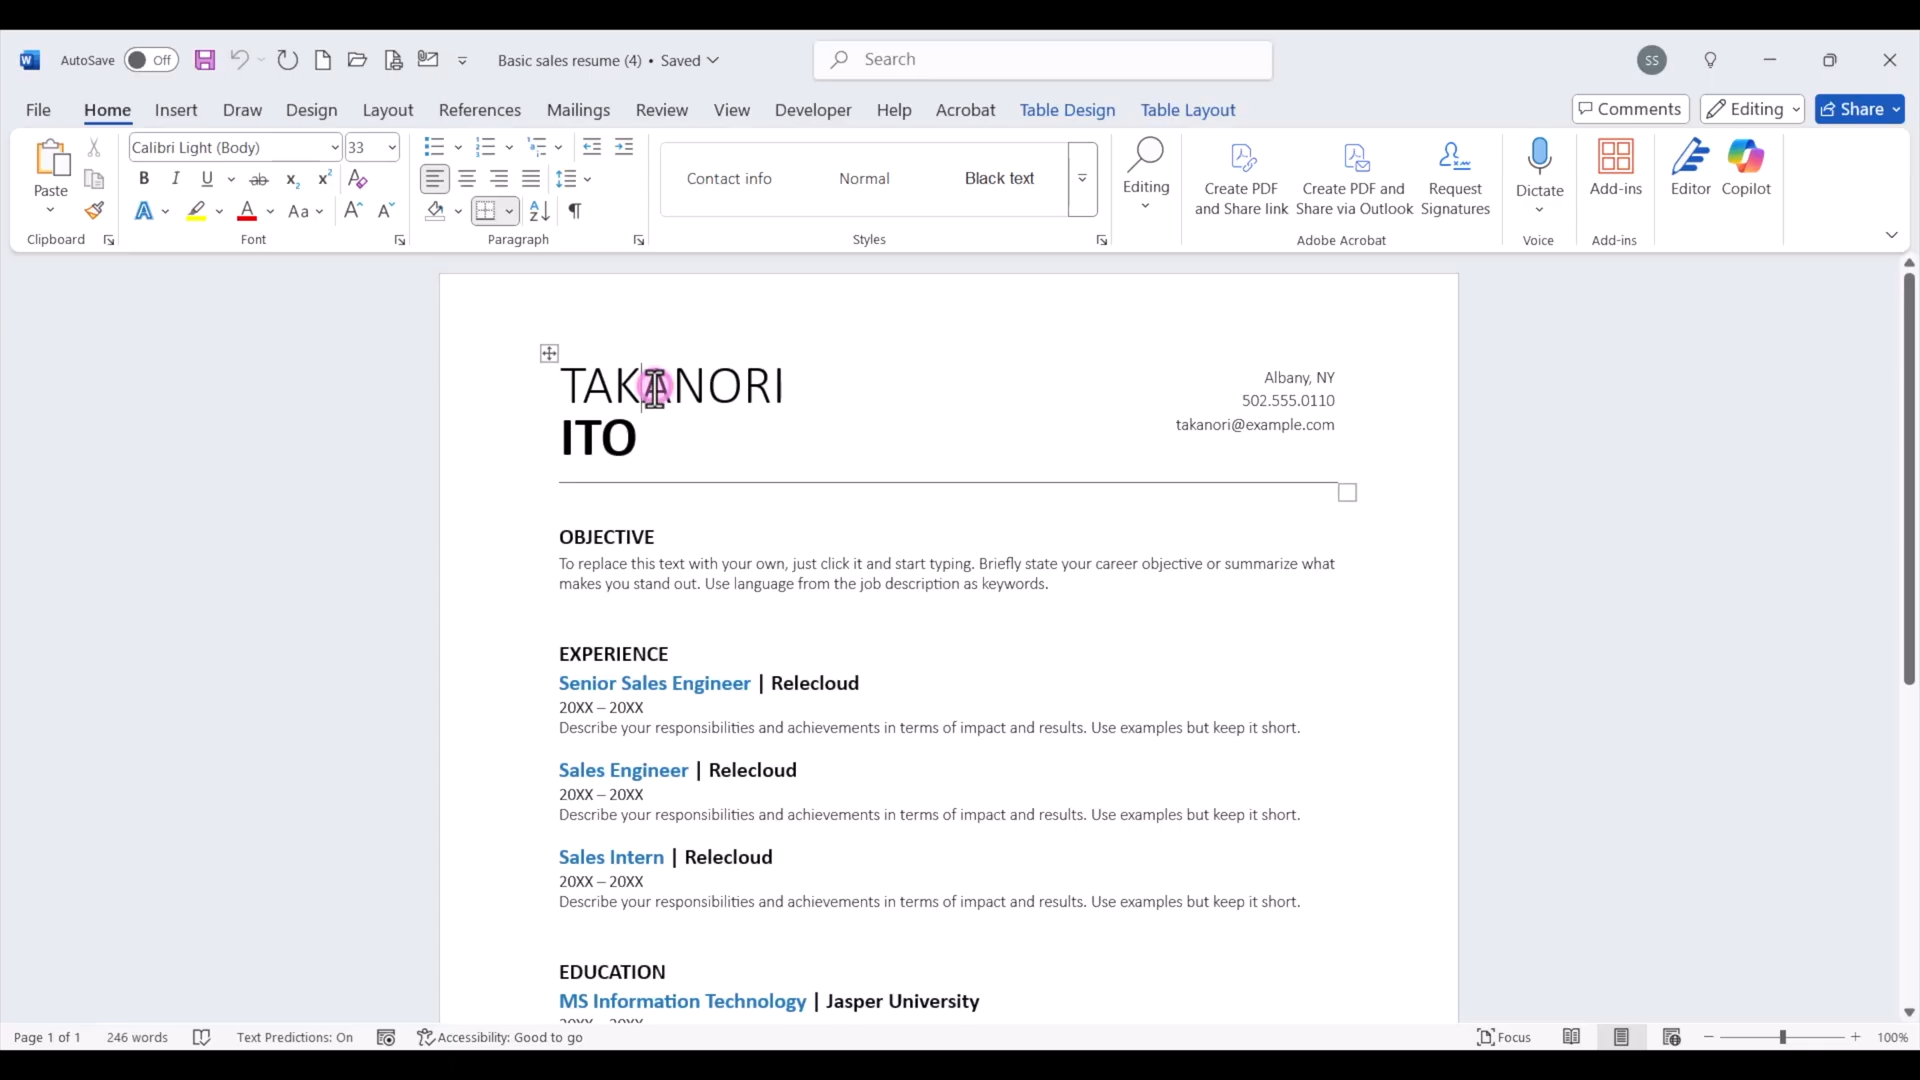 AutoSave Off Basic sales resume (4) • Saved Search SS
File Home Insert Draw Design Layout References Mailings Review View Developer Help Acrobat Table Design Table Layout Comments Editing Share
Paste
Clipboard
Calibri Light (Body) 33
Font
Paragraph
Contact info Normal Black text
Styles
Editing
Create PDF
and Share link
Create PDF and
Share via Outlook
Request
Signatures
Adobe Acrobat
Dictate
Voice
Add-ins
Add-ins
Editor
Copilot
TAKANORI
ITO
Albany, NY
502.555.0110
takanori@example.com
OBJECTIVE
To replace this text with your own, just click it and start typing. Briefly state your career objective or summarize what
makes you stand out. Use language from the job description as keywords.
EXPERIENCE
Senior Sales Engineer | Relecloud
20XX – 20XX
Describe your responsibilities and achievements in terms of impact and results. Use examples but keep it short.
Sales Engineer | Relecloud
20XX – 20XX
Describe your responsibilities and achievements in terms of impact and results. Use examples but keep it short.
Sales Intern | Relecloud
20XX – 20XX
Describe your responsibilities and achievements in terms of impact and results. Use examples but keep it short.
EDUCATION
MS Information Technology | Jasper University
20XX – 20XX
Page 1 of 1 246 words Text Predictions: On Accessibility: Good to go Focus 100%